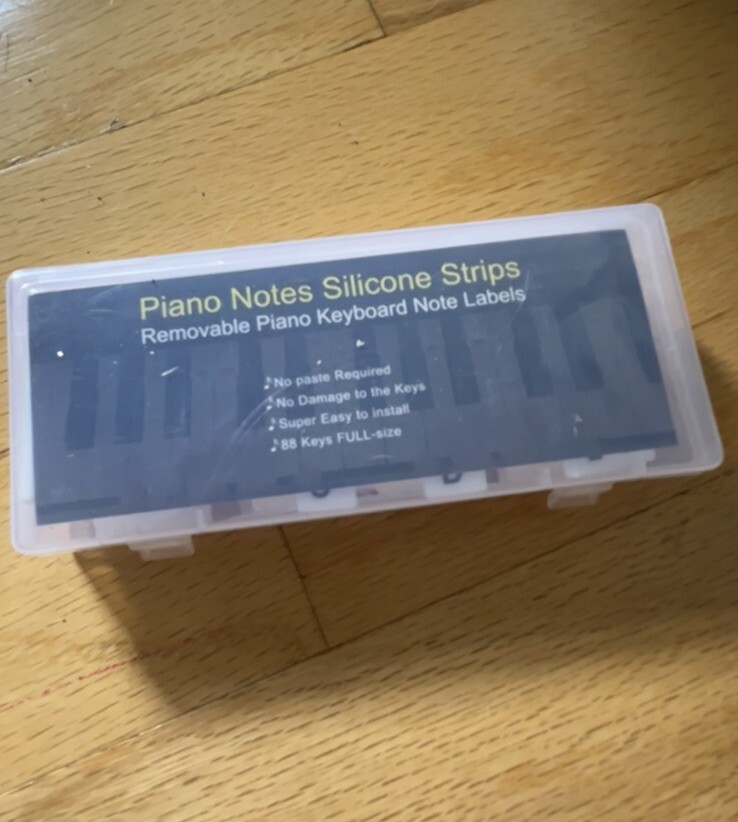 Piano Notes Silicone Strips
Removable Piano Keyboard Note Labels
♪No paste Required
♪No Damage to the Keys
♪Super Easy to install
♪88 Keys FULL-size